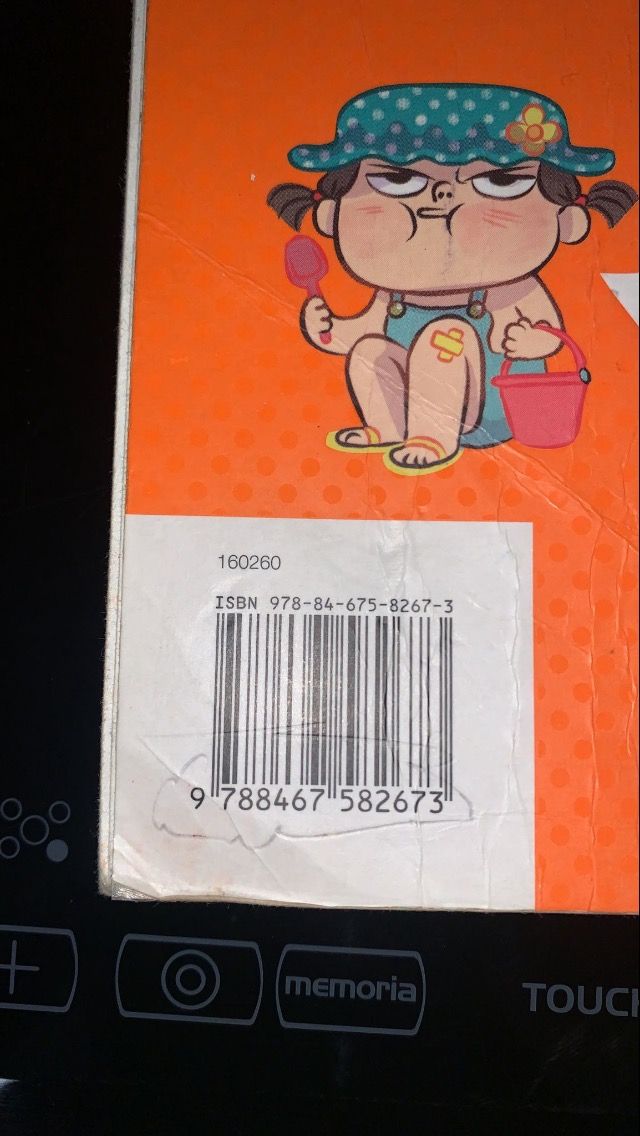 160260
ISBN 978-84-675-8267-3
9 788467 582673
memoria
TOUCH